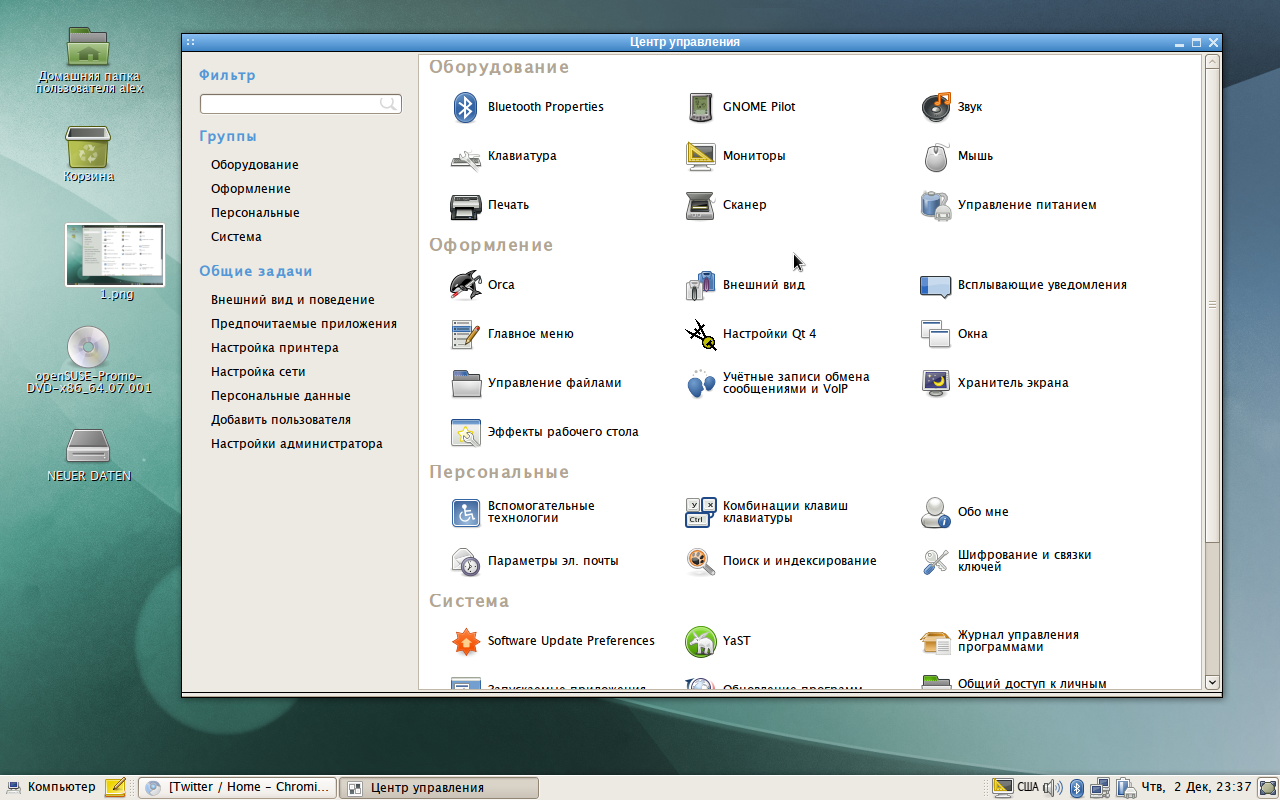 Домашняя папка
пользователя alex
Корзина
1.png
openSUSE-Promo-
DVD-x86_64.07.001
NEUER DATEN
Центр управления
Фильтр
Группы
Оборудование
Оформление
Персональные
Система
Общие задачи
Внешний вид и поведение
Предпочитаемые приложения
Настройка принтера
Настройка сети
Персональные данные
Добавить пользователя
Настройки администратора
Оборудование
Bluetooth Properties
GNOME Pilot
Звук
Клавиатура
Мониторы
Мышь
Печать
Сканер
Управление питанием
Оформление
Orca
Внешний вид
Всплывающие уведомления
Главное меню
Настройки Qt 4
Окна
Управление файлами
Учётные записи обмена
сообщениями и VoIP
Хранитель экрана
Эффекты рабочего стола
Персональные
Вспомогательные
технологии
Комбинации клавиш
клавиатуры
Обо мне
Параметры эл. почты
Поиск и индексирование
Шифрование и связки
ключей
Система
Software Update Preferences
YaST
Журнал управления
программами
Запускаемые приложения
Обновление программ
Общий доступ к личным
Компьютер
[Twitter / Home - Chromi...
Центр управления
США
Чтв, 2 Дек, 23:37